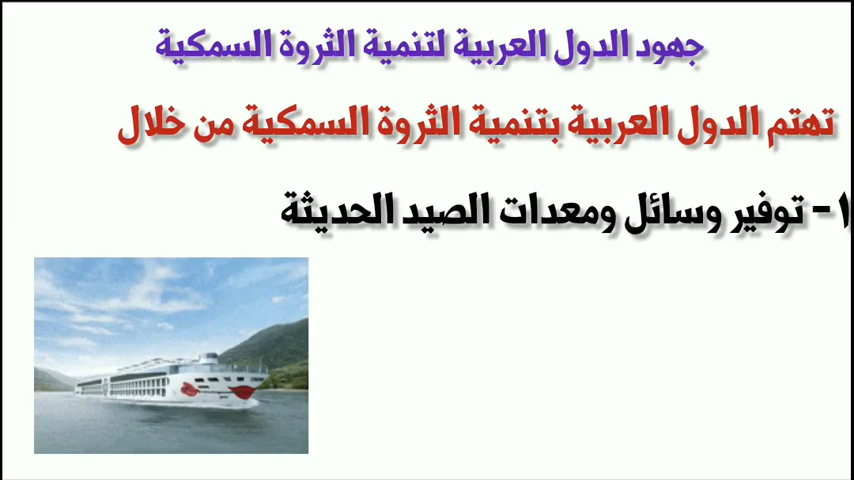 جهود الدول العربية لتنمية الثروة السمكية
تهتم الدول العربية بتنمية الثروة السمكية من خلال
١- توفير وسائل ومعدات الصيد الحديثة